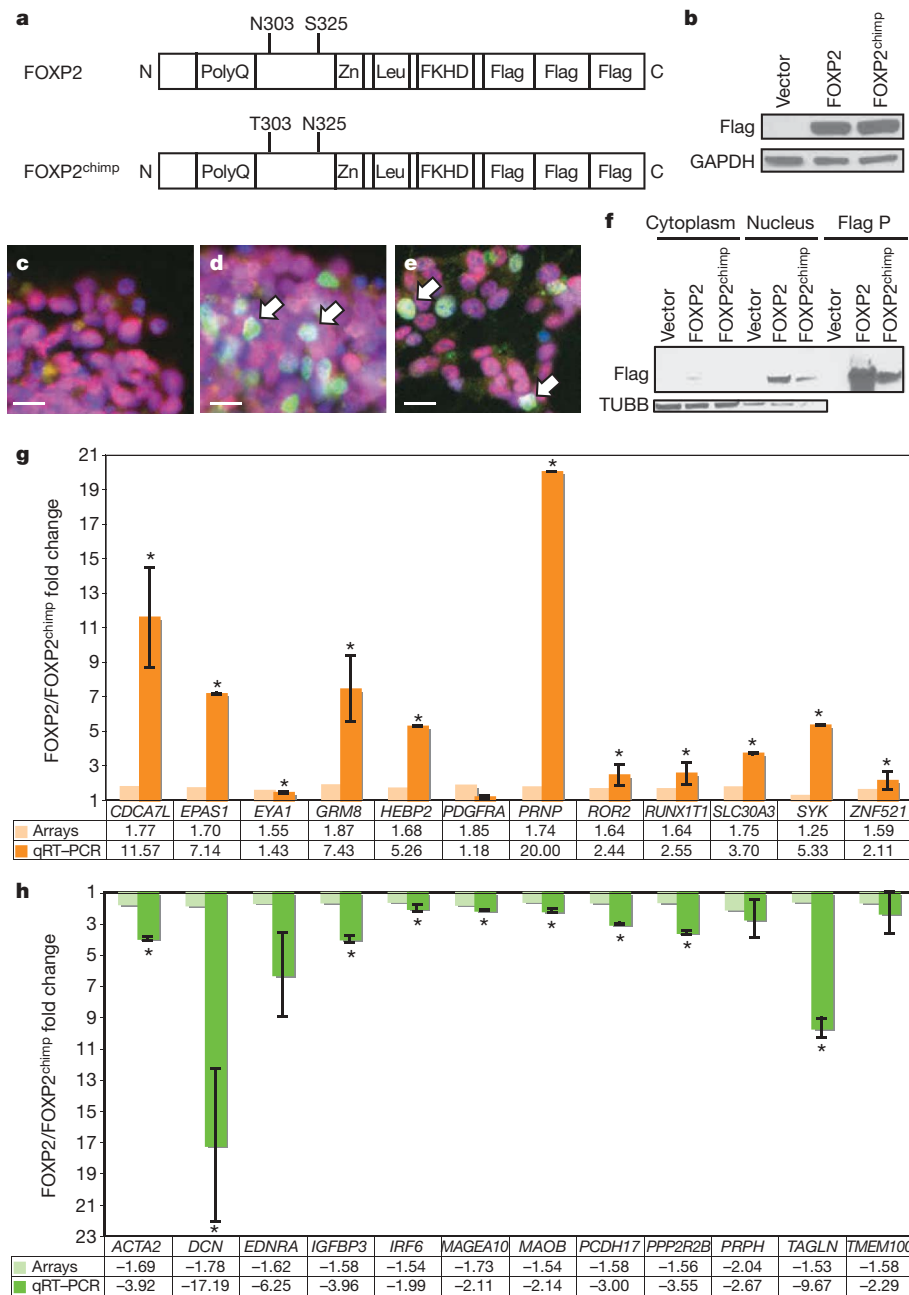 a
N303 S325
FOXP2 N PolyQ Zn Leu FKHD Flag Flag Flag C
T303 N325
FOXP2chimp N PolyQ Zn Leu FKHD Flag Flag Flag C
b
Vector FOXP2 FOXP2chimp
Flag
GAPDH
c
d
e
f
Cytoplasm Nucleus Flag P
Vector FOXP2 FOXP2chimp Vector FOXP2 FOXP2chimp Vector FOXP2 FOXP2chimp
Flag
TUBB
g
FOXP2/FOXP2chimp fold change
21
19
17
15
13
11
9
7
5
3
1
* * * * * * * * * * *
CDCA7L EPAS1 EYA1 GRM8 HEBP2 PDGFRA PRNP ROR2 RUNX1T1 SLC30A3 SYK ZNF521
Arrays 1.77 1.70 1.55 1.87 1.68 1.85 1.74 1.64 1.64 1.75 1.25 1.59
qRT–PCR 11.57 7.14 1.43 7.43 5.26 1.18 20.00 2.44 2.55 3.70 5.33 2.11
h
FOXP2/FOXP2chimp fold change
1
3
5
7
9
11
13
15
17
19
21
23
* * * * * * * * *
ACTA2 DCN EDNRA IGFBP3 IRF6 MAGEA10 MAOB PCDH17 PPP2R2B PRPH TAGLN TMEM100
Arrays −1.69 −1.78 −1.62 −1.58 −1.54 −1.73 −1.54 −1.58 −1.56 −2.04 −1.53 −1.58
qRT–PCR −3.92 −17.19 −6.25 −3.96 −1.99 −2.11 −2.14 −3.00 −3.55 −2.67 −9.67 −2.29